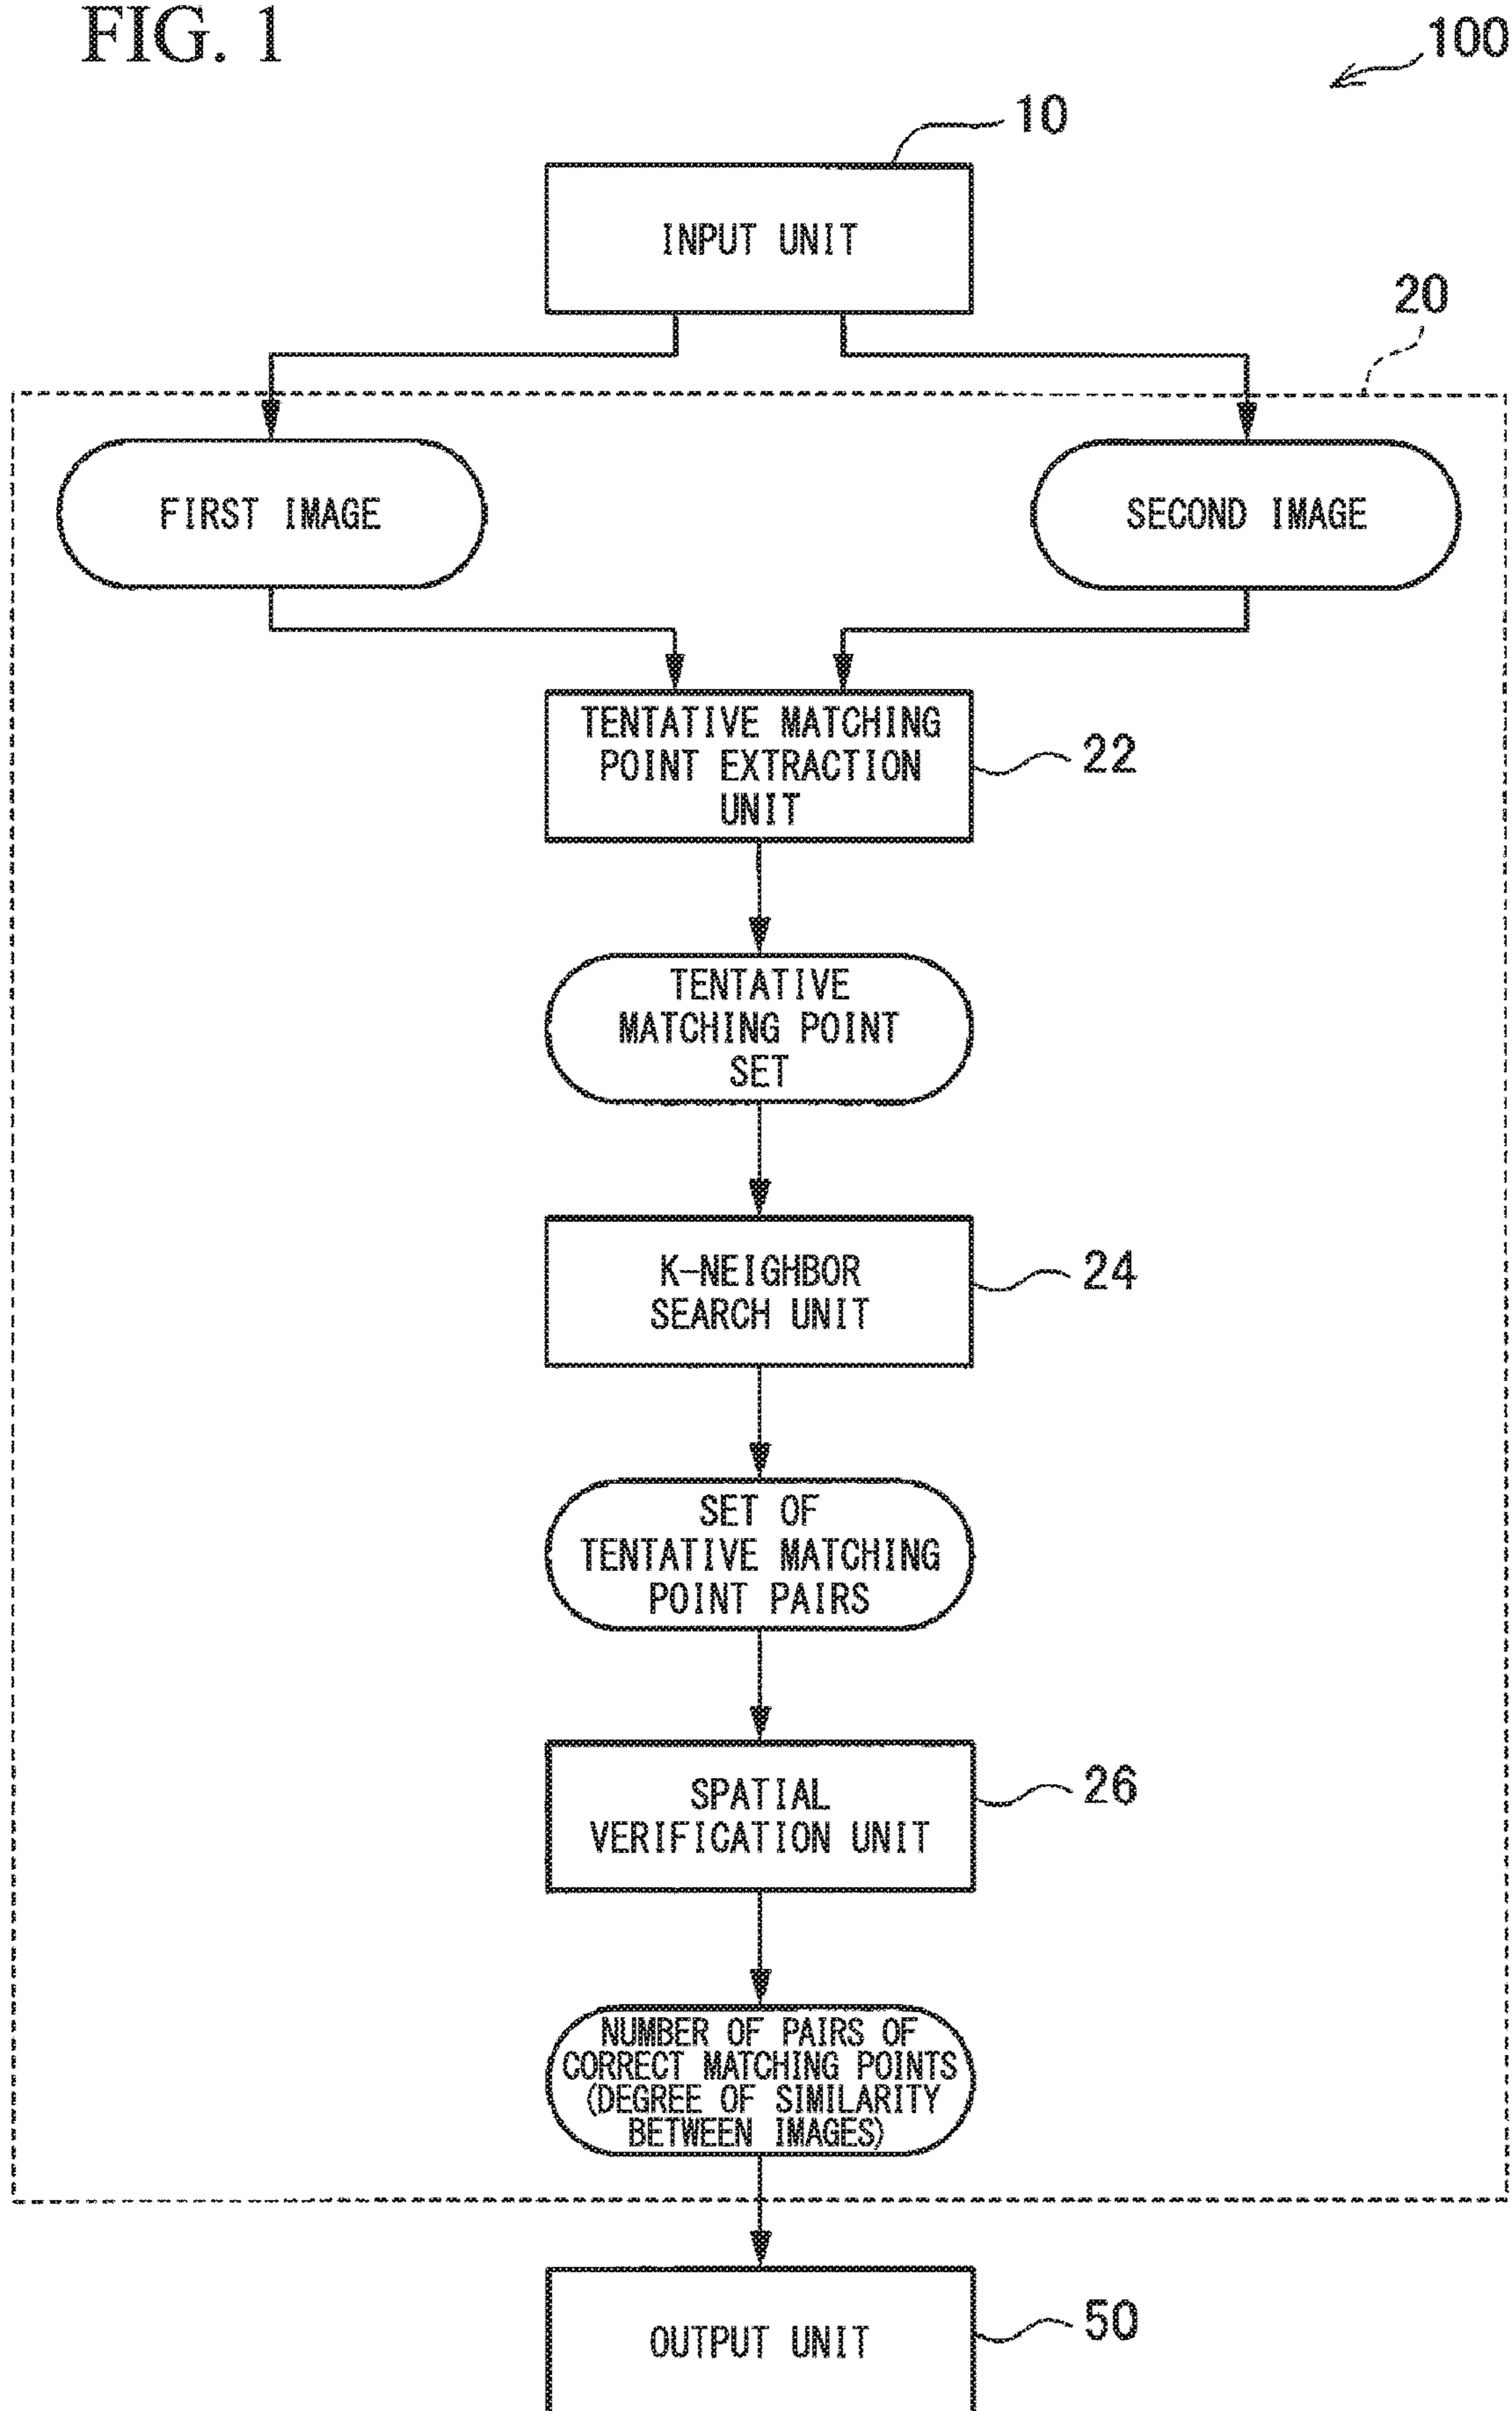 FIG. 1
100
10
INPUT UNIT
20
FIRST IMAGE
SECOND IMAGE
TENTATIVE MATCHING
POINT EXTRACTION
UNIT
22
TENTATIVE
MATCHING POINT
SET
K-NEIGHBOR
SEARCH UNIT
24
SET OF
TENTATIVE MATCHING
POINT PAIRS
SPATIAL
VERIFICATION UNIT
26
NUMBER OF PAIRS OF
CORRECT MATCHING POINTS
(DEGREE OF SIMILARITY
BETWEEN IMAGES)
OUTPUT UNIT
50